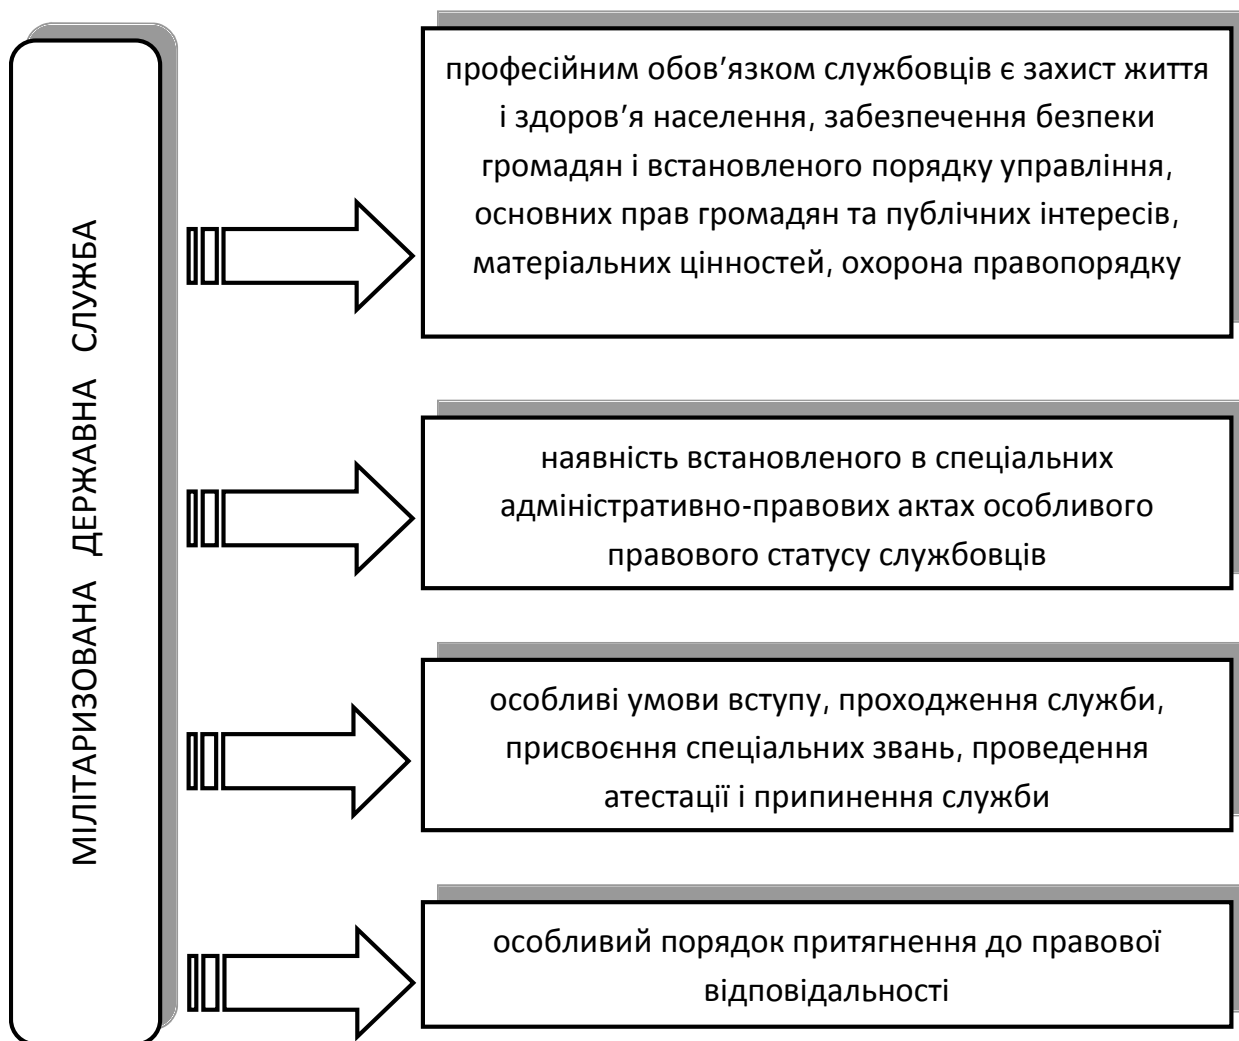 МІЛІТАРИЗОВАНА ДЕРЖАВНА СЛУЖБА
професійним обов’язком службовців є захист життя
і здоров’я населення, забезпечення безпеки
громадян і встановленого порядку управління,
основних прав громадян та публічних інтересів,
матеріальних цінностей, охорона правопорядку
наявність встановленого в спеціальних
адміністративно-правових актах особливого
правового статусу службовців
особливі умови вступу, проходження служби,
присвоєння спеціальних звань, проведення
атестації і припинення служби
особливий порядок притягнення до правової
відповідальності